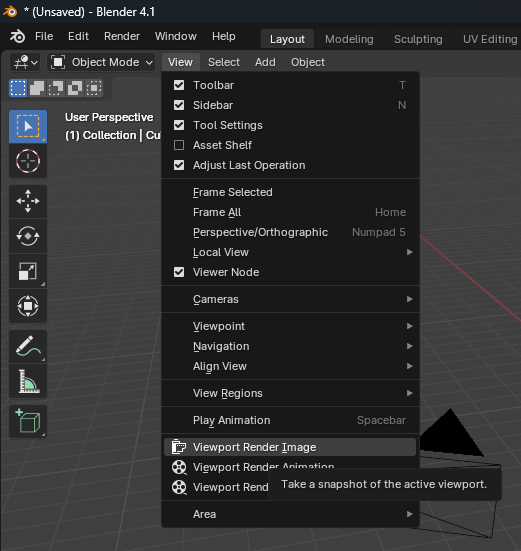 * (Unsaved) - Blender 4.1
File Edit Render Window Help Layout Modeling Sculpting UV Editing
Object Mode View Select Add Object
User Perspective
(1) Collection |
Toolbar T
Sidebar N
Tool Settings
Asset Shelf
Adjust Last Operation
Frame Selected
Frame All Home
Perspective/Orthographic Numpad 5
Local View
Viewer Node
Cameras
Viewpoint
Navigation
Align View
View Regions
Play Animation Spacebar
Viewport Render Image
Viewport Render Animation
Viewport
Take a snapshot of the active viewport.
Area